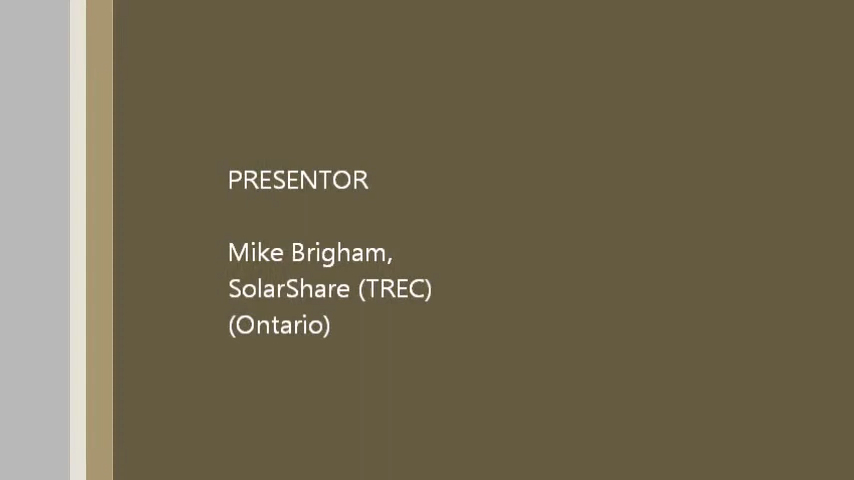 PRESENTOR
Mike Brigham,
SolarShare (TREC)
(Ontario)